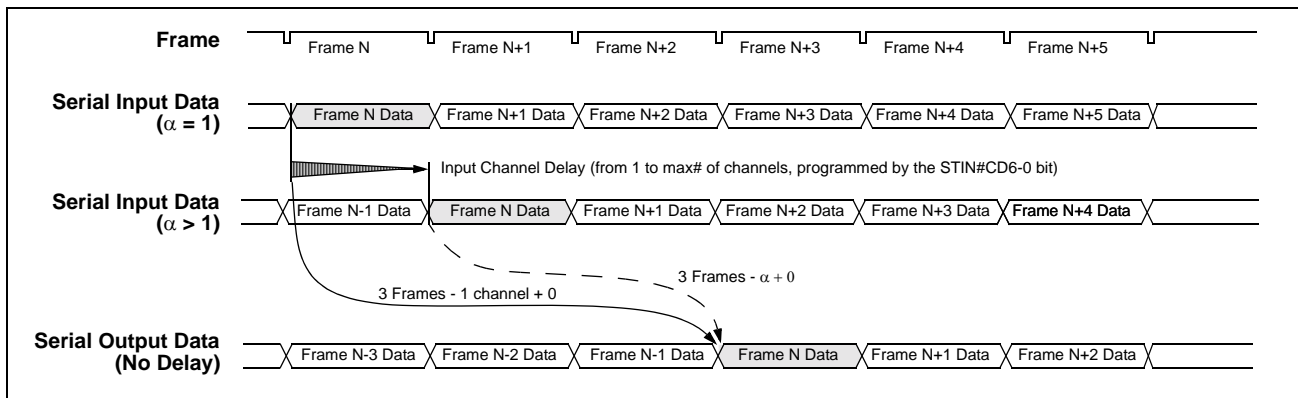 Frame
Frame N Frame N+1 Frame N+2 Frame N+3 Frame N+4 Frame N+5
Serial Input Data
(α = 1)
Frame N Data Frame N+1 Data Frame N+2 Data Frame N+3 Data Frame N+4 Data Frame N+5 Data
Input Channel Delay (from 1 to max# of channels, programmed by the STIN#CD6-0 bit)
Serial Input Data
(α > 1)
Frame N-1 Data Frame N Data Frame N+1 Data Frame N+2 Data Frame N+3 Data Frame N+4 Data
3 Frames - α + 0
3 Frames - 1 channel + 0
Serial Output Data
(No Delay)
Frame N-3 Data Frame N-2 Data Frame N-1 Data Frame N Data Frame N+1 Data Frame N+2 Data